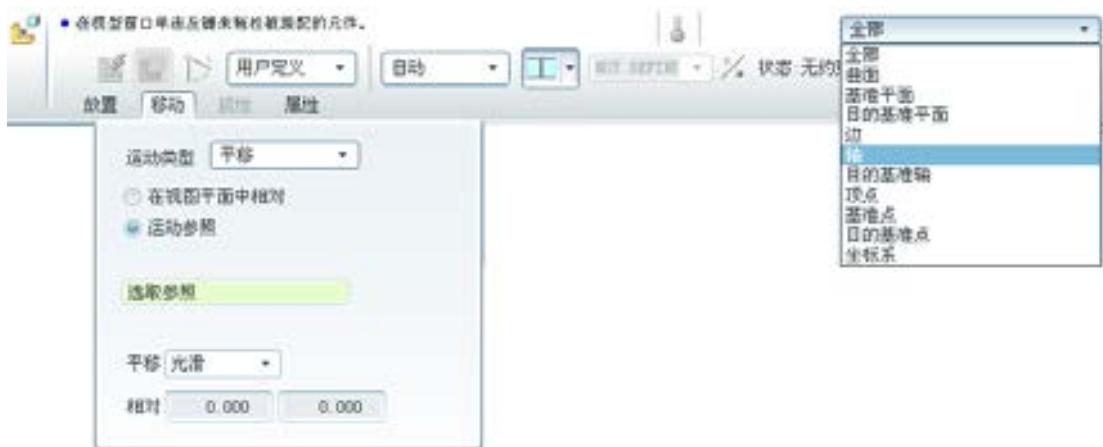 在模型窗口单击左键来拖拉被装配的元件。
用户定义 自动 状态 无约
放置 移动 属性
运动类型 平移
在视图平面中相对
运动参照
选取参照
平移 光滑
相对 0.000 0.000
全部
全部
曲面
基准平面
目的基准平面
边
轴
目的基准轴
顶点
基准点
目的基准点
坐标系